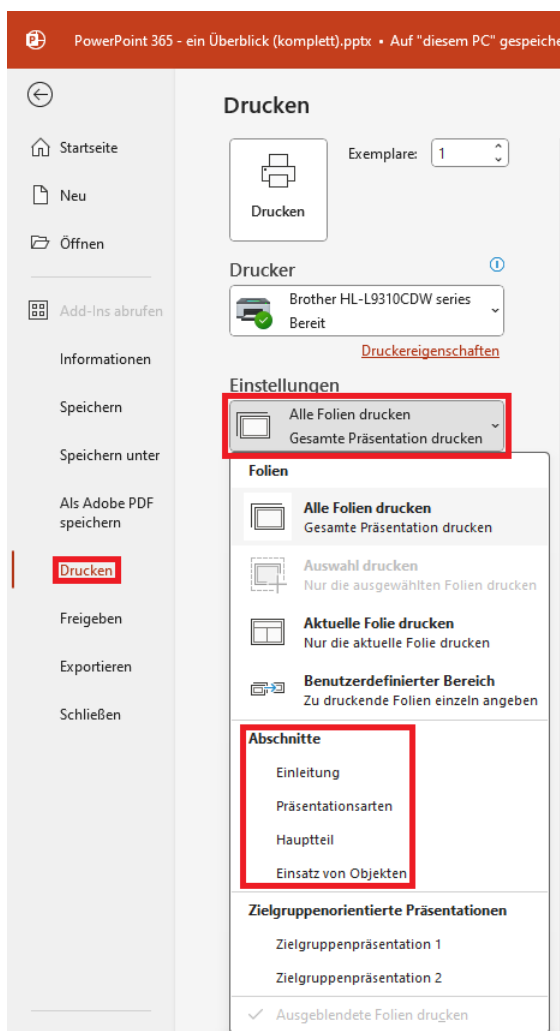 PowerPoint 365 - ein Überblick (komplett).pptx • Auf "diesem PC" gespeiche
Drucken
Startseite
Neu
Öffnen
Add-Ins abrufen
Informationen
Speichern
Speichern unter
Als Adobe PDF
speichern
Drucken
Freigeben
Exportieren
Schließen
Exemplare: 1
Drucken
Drucker
Brother HL-L9310CDW series
Bereit
Druckereigenschaften
Einstellungen
Alle Folien drucken
Gesamte Präsentation drucken
Folien
Alle Folien drucken
Gesamte Präsentation drucken
Auswahl drucken
Nur die ausgewählten Folien drucken
Aktuelle Folie drucken
Nur die aktuelle Folie drucken
Benutzerdefinierter Bereich
Zu druckende Folien einzeln angeben
Abschnitte
Einleitung
Präsentationsarten
Hauptteil
Einsatz von Objekten
Zielgruppenorientierte Präsentationen
Zielgruppenpräsentation 1
Zielgruppenpräsentation 2
Ausgeblendete Folien drucken